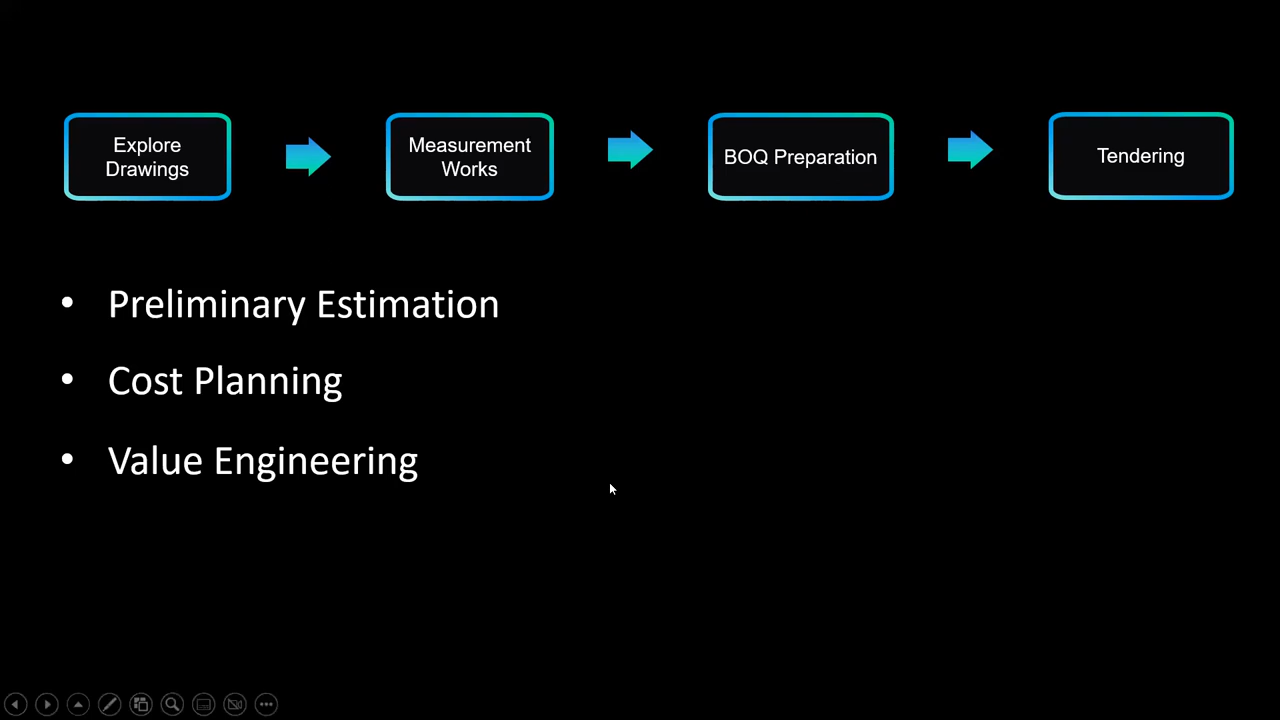 Explore
Drawings
Measurement
Works
BOQ Preparation
Tendering
• Preliminary Estimation
• Cost Planning
• Value Engineering